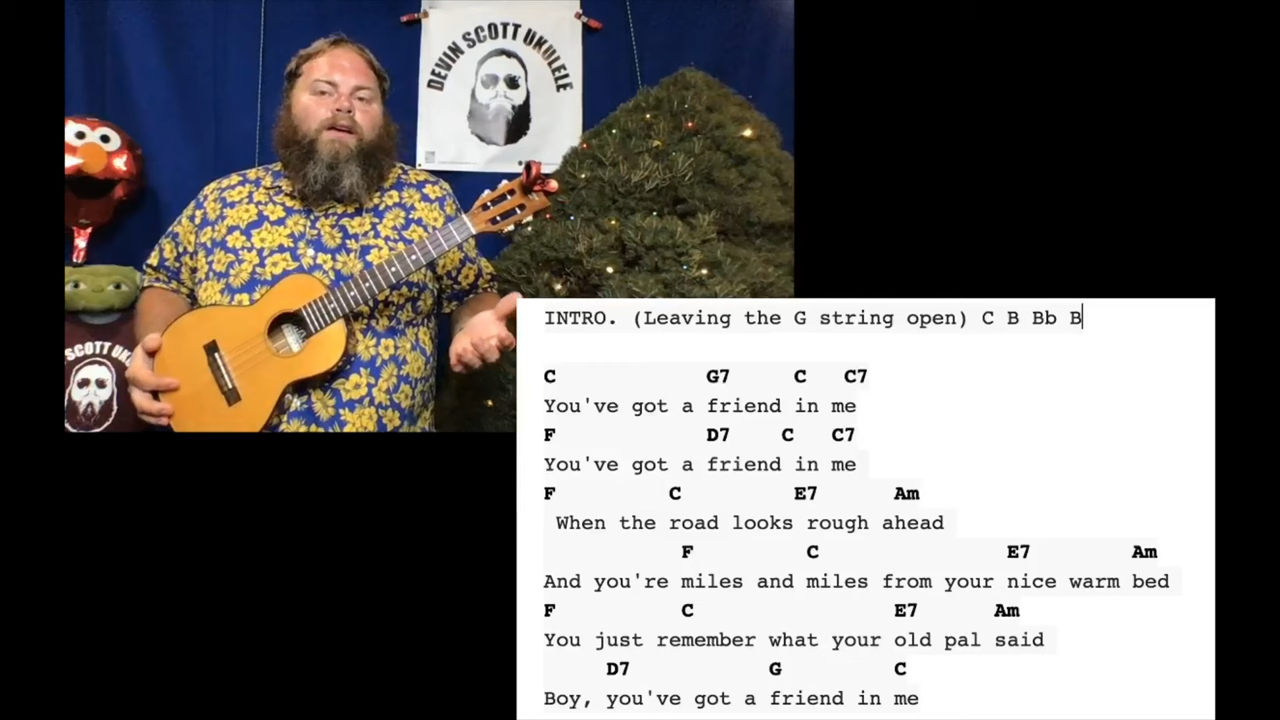 DEVIN SCOTT UKULELE
SCOTT UK
INTRO. (Leaving the G string open) C B Bb B
C G7 C C7
You've got a friend in me
F D7 C C7
You've got a friend in me
F C E7 Am
When the road looks rough ahead
F C E7 Am
And you're miles and miles from your nice warm bed
F C E7 Am
You just remember what your old pal said
D7 G C
Boy, you've got a friend in me